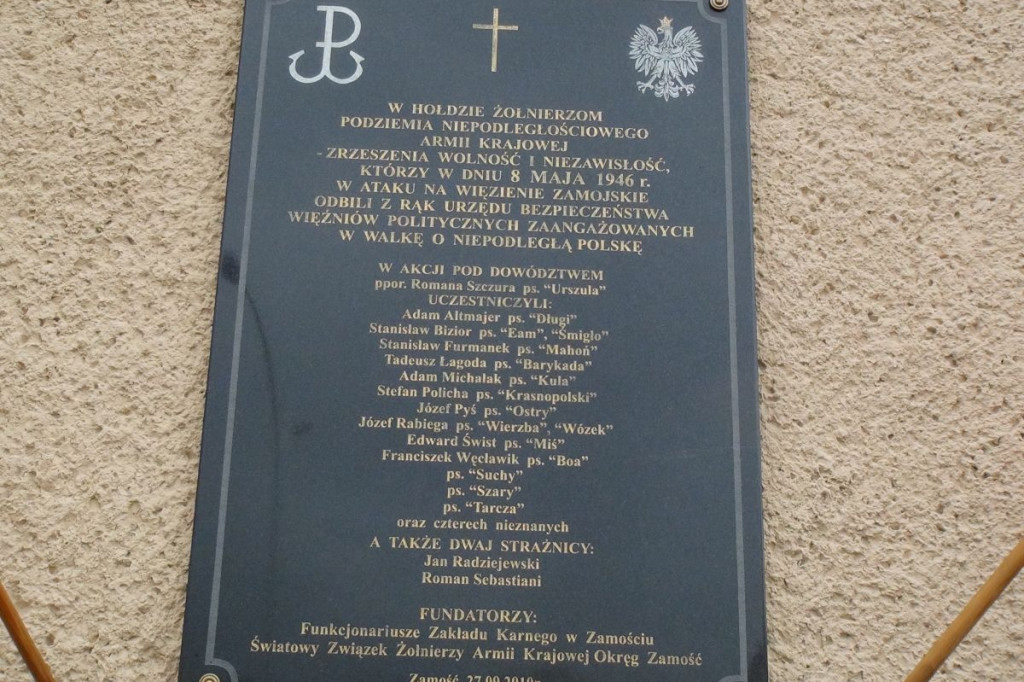 W HOŁDZIE ŻOŁNIERZOM
PODZIEMIA NIEPODLEGŁOŚCIOWEGO
ARMII KRAJOWEJ
- ZRZESZENIA WOLNOŚĆ I NIEZAWISŁOŚĆ,
KTÓRZY W DNIU 8 MAJA 1946 r.
W ATAKU NA WIĘZIENIE ZAMOJSKIE
ODBILI Z RĄK URZĘDU BEZPIECZEŃSTWA
WIĘŹNIÓW POLITYCZNYCH ZAANGAŻOWANYCH
W WALKĘ O NIEPODLEGŁĄ POLSKĘ
W AKCJI POD DOWÓDZTWEM
ppor. Romana Szczura ps. “Urszula”
UCZESTNICZYLI:
Adam Altmajer ps. “Długi”
Stanisław Bizior ps. “Eam”, “Śmigło”
Stanisław Furmanek ps. “Mahoń”
Tadeusz Łagoda ps. “Barykada”
Adam Michalak ps. “Kula”
Stefan Policha ps. “Krasnopolski”
Józef Pyś ps. “Ostry”
Józef Rabiega ps. “Wierzba”, “Wózek”
Edward Świst ps. “Miś”
Franciszek Węcławik ps. “Boa”
ps. “Suchy”
ps. “Szary”
ps. “Tarcza”
oraz czterech nieznanych
A TAKŻE DWAJ STRAŻNICY:
Jan Radziejewski
Roman Sebastiani
FUNDATORZY:
Funkcjonariusze Zakładu Karnego w Zamościu
Światowy Związek Żołnierzy Armii Krajowej Okręg Zamość
Zamość, 27.09.2010r.